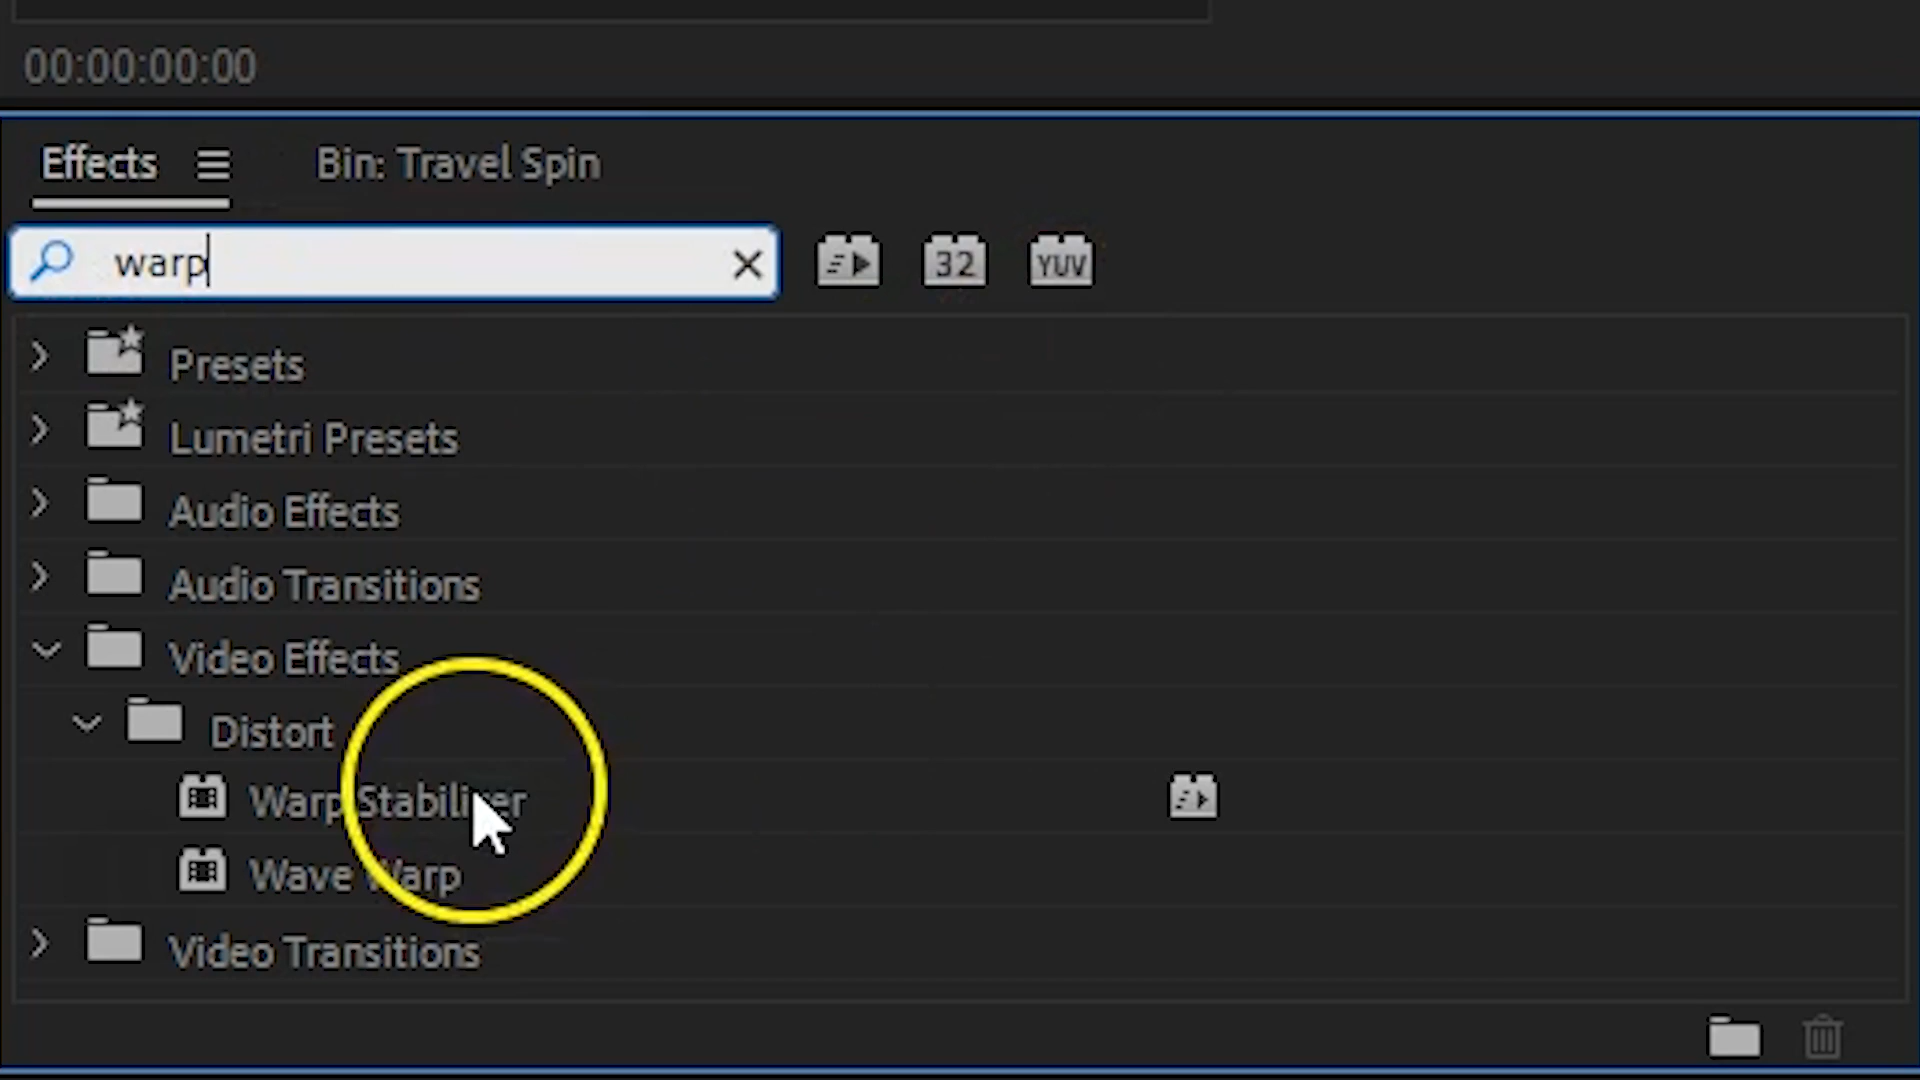 00:00:00:00
Effects Bin: Travel Spin
warp 32 YUV
Presets
Lumetri Presets
Audio Effects
Audio Transitions
Video Effects
Distort
Warp Stabilizer
Wave Warp
Video Transitions